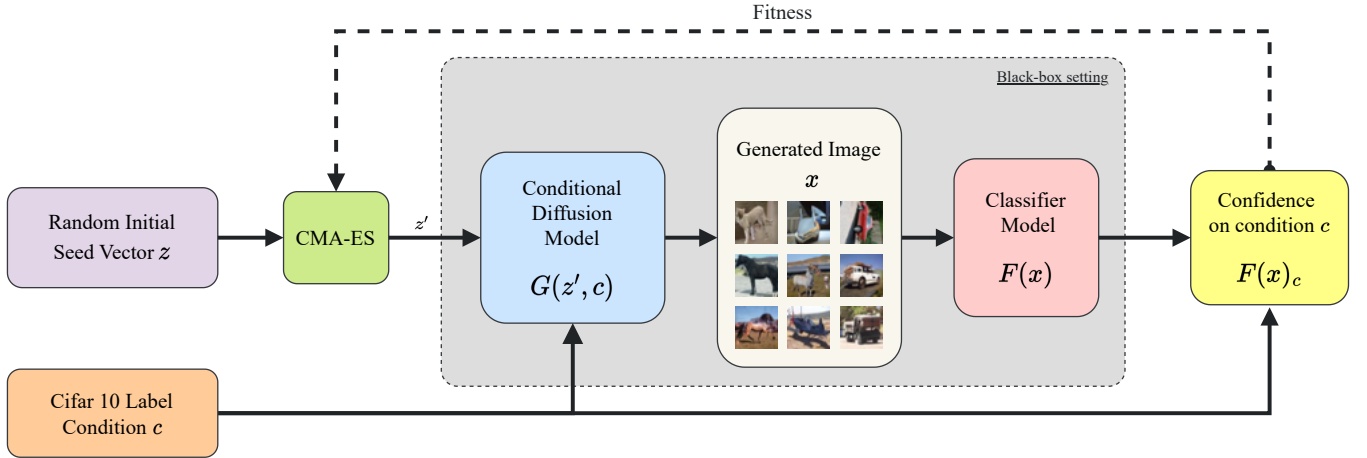 Fitness
Black-box setting
Random Initial
Seed Vector z
CMA-ES
z′
Conditional
Diffusion
Model
G(z′, c)
Generated Image
x
Classifier
Model
F(x)
Confidence
on condition c
F(x)c
Cifar 10 Label
Condition c